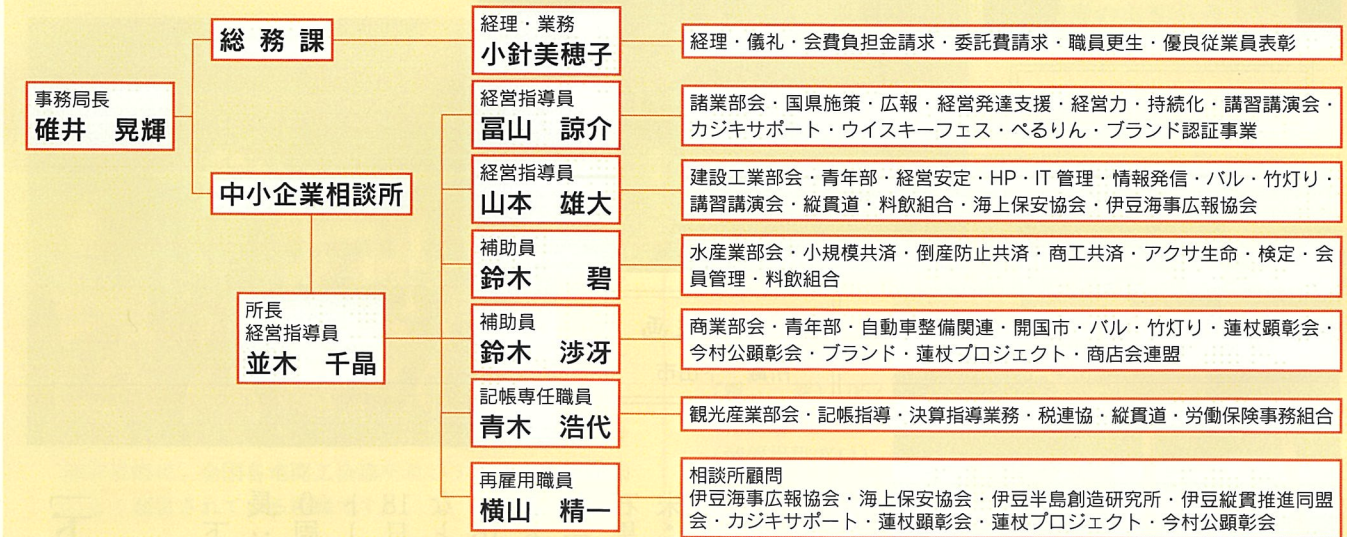 事務局長
碓井 晃輝
総務課
中小企業相談所
所長
経営指導員
並木 千晶
経理・業務
小針美穂子
経理・儀礼・会費負担金請求・委託費請求・職員更生・優良従業員表彰
経営指導員
冨山 諒介
諸業部会・国県施策・広報・経営発達支援・経営力・持続化・講習講演会・
カジキサポート・ウイスキーフェス・ぺるりん・ブランド認証事業
経営指導員
山本 雄大
建設工業部会・青年部・経営安定・HP・IT管理・情報発信・バル・竹灯り・
講習講演会・縦貫道・料飲組合・海上保安協会・伊豆海事広報協会
補助員
鈴木 碧
水産業部会・小規模共済・倒産防止共済・商工共済・アクサ生命・検定・会
員管理・料飲組合
補助員
鈴木 渉冴
商業部会・青年部・自動車整備関連・開国市・バル・竹灯り・蓮杖顕彰会・
今村公顕彰会・ブランド・蓮杖プロジェクト・商店会連盟
記帳専任職員
青木 浩代
観光産業部会・記帳指導・決算指導業務・税連協・縦貫道・労働保険事務組合
再雇用職員
横山 精一
相談所顧問
伊豆海事広報協会・海上保安協会・伊豆半島創造研究所・伊豆縦貫推進同盟
会・カジキサポート・蓮杖顕彰会・蓮杖プロジェクト・今村公顕彰会